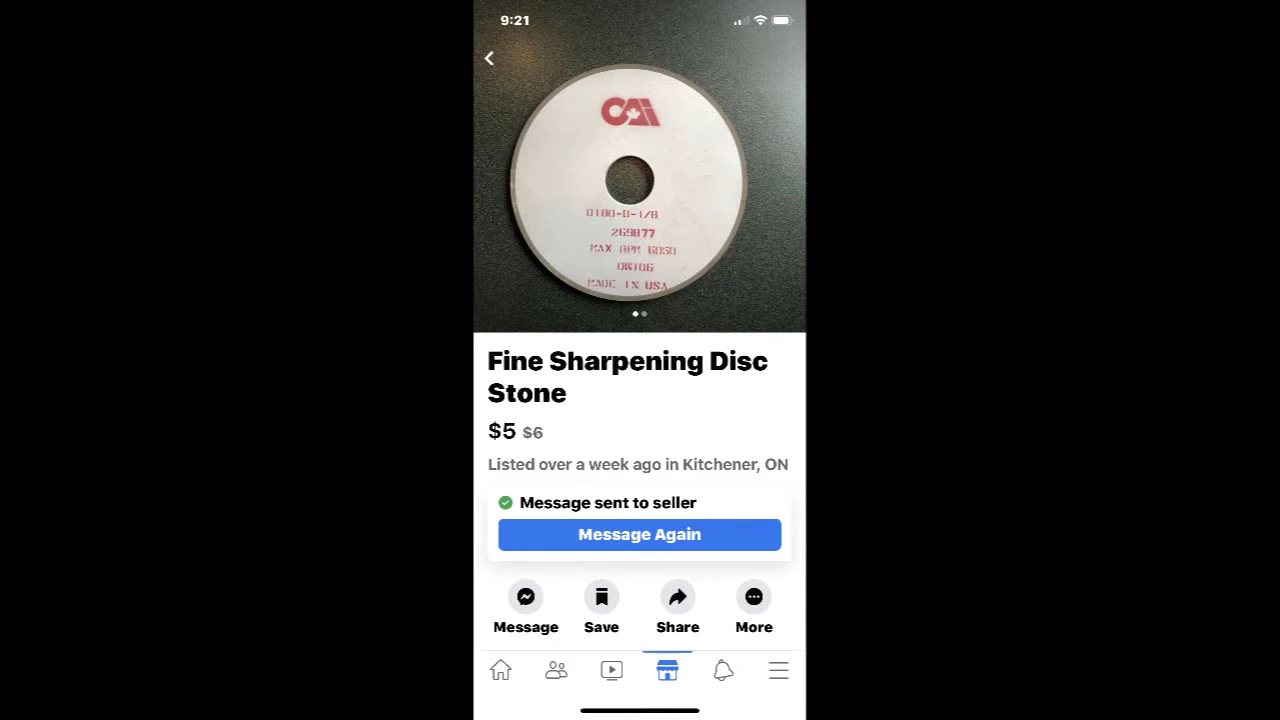 9:21
CAi
D180-D-1/8
269877
MAX RPM 6050
DW106
MADE IN USA
Fine Sharpening Disc
Stone
$5 $6
Listed over a week ago in Kitchener, ON
Message sent to seller
Message Again
Message Save Share More